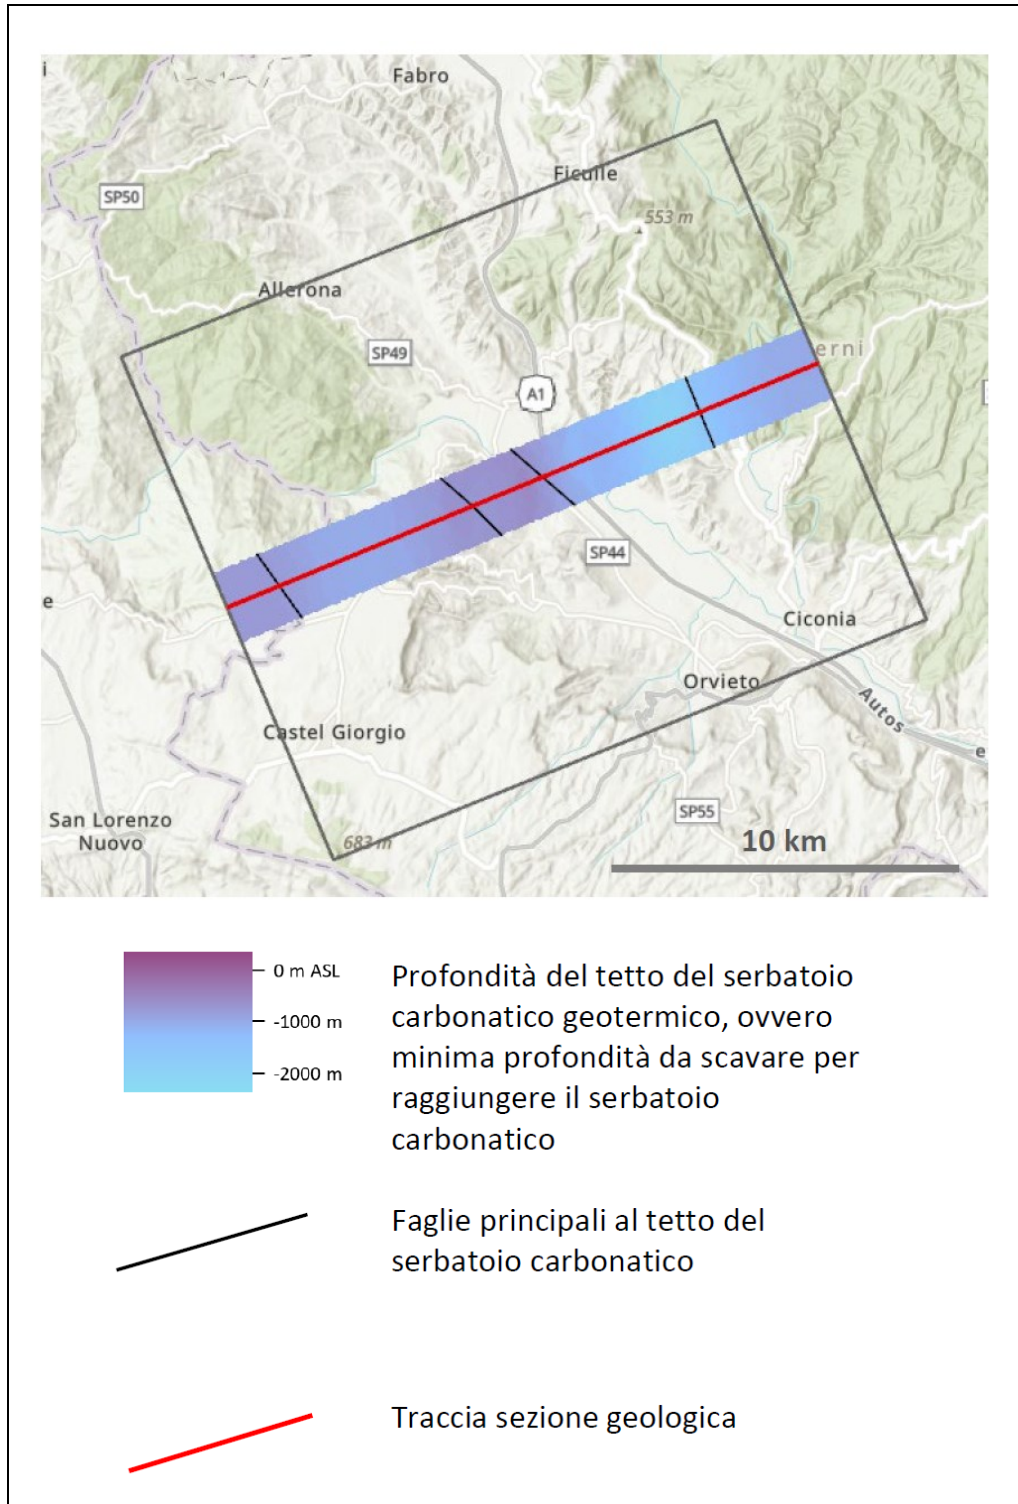 i
Fabro
SP50
Ficulle
553 m
Allerona
SP49
erni
A1
SP44
e
Ciconia
Orvieto
Autos
e
Castel Giorgio
San Lorenzo
Nuovo
SP55
683 m
10 km
0 m ASL
-1000 m
-2000 m
Profondità del tetto del serbatoio
carbonatico geotermico, ovvero
minima profondità da scavare per
raggiungere il serbatoio
carbonatico
Faglie principali al tetto del
serbatoio carbonatico
Traccia sezione geologica